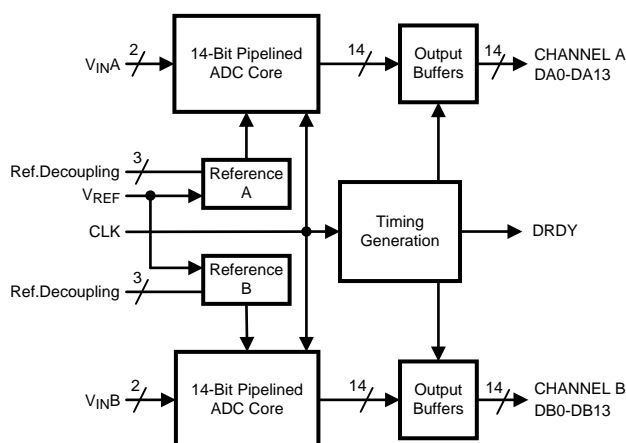 2
V_INA
14-Bit Pipelined
ADC Core
14
Output
Buffers
14
CHANNEL A
DA0-DA13
Ref.Decoupling
3
Reference
A
V_REF
CLK
Timing
Generation
DRDY
Ref.Decoupling
3
Reference
B
2
V_INB
14-Bit Pipelined
ADC Core
14
Output
Buffers
14
CHANNEL B
DB0-DB13